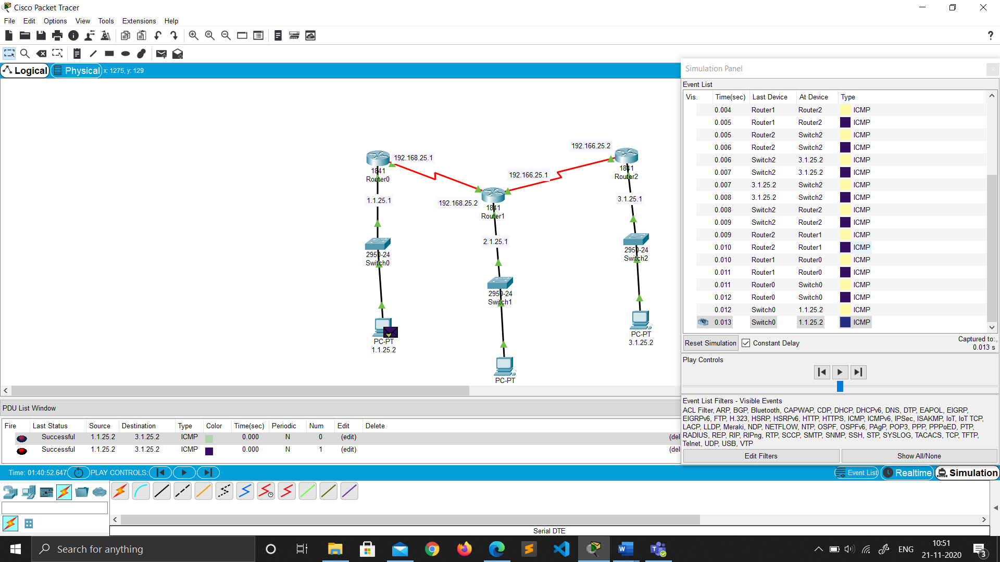 Cisco Packet Tracer
File Edit Options View Tools Extensions Help
Logical Physical x: 1275, y: 129
192.168.25.1
1841
Router0
1.1.25.1
2950-24
Switch0
PC-PT
1.1.25.2
192.168.25.2
192.166.25.1
1841
Router1
2.1.25.1
2950-24
Switch1
PC-PT
192.166.25.2
1841
Router2
3.1.25.1
2950-24
Switch2
PC-PT
3.1.25.2
Simulation Panel
Event List
Vis. Time(sec) Last Device At Device Type
0.004 Router1 Router2 ICMP
0.005 Router1 Router2 ICMP
0.005 Router2 Switch2 ICMP
0.006 Router2 Switch2 ICMP
0.006 Switch2 3.1.25.2 ICMP
0.007 Switch2 3.1.25.2 ICMP
0.007 3.1.25.2 Switch2 ICMP
0.008 3.1.25.2 Switch2 ICMP
0.008 Switch2 Router2 ICMP
0.009 Switch2 Router2 ICMP
0.009 Router2 Router1 ICMP
0.010 Router2 Router1 ICMP
0.010 Router1 Router0 ICMP
0.011 Router1 Router0 ICMP
0.011 Router0 Switch0 ICMP
0.012 Router0 Switch0 ICMP
0.012 Switch0 1.1.25.2 ICMP
0.013 Switch0 1.1.25.2 ICMP
Reset Simulation Constant Delay Captured to:
0.013 s
Play Controls
Event List Filters - Visible Events
ACL Filter, ARP, BGP, Bluetooth, CAPWAP, CDP, DHCP, DHCPv6, DNS, DTP, EAPOL, EIGRP,
EIGRPv6, FTP, H.323, HSRP, HSRPv6, HTTP, HTTPS, ICMP, ICMPv6, IPSec, ISAKMP, IoT, IoT TCP,
LACP, LLDP, Meraki, NDP, NETFLOW, NTP, OSPF, OSPFv6, PAgP, POP3, PPP, PPPoED, PTP,
RADIUS, REP, RIP, RIPng, RTP, SCCP, SMTP, SNMP, SSH, STP, SYSLOG, TACACS, TCP, TFTP,
Telnet, UDP, USB, VTP
Edit Filters Show All/None
PDU List Window
Fire Last Status Source Destination Type Color Time(sec) Periodic Num Edit Delete
Successful 1.1.25.2 3.1.25.2 ICMP 0.000 N 0 (edit) (del
Successful 1.1.25.2 3.1.25.2 ICMP 0.000 N 1 (edit) (del
Time: 01:40:52.647 PLAY CONTROLS: Event List Realtime Simulation
Serial DTE
Search for anything
ENG
10:51
21-11-2020
3